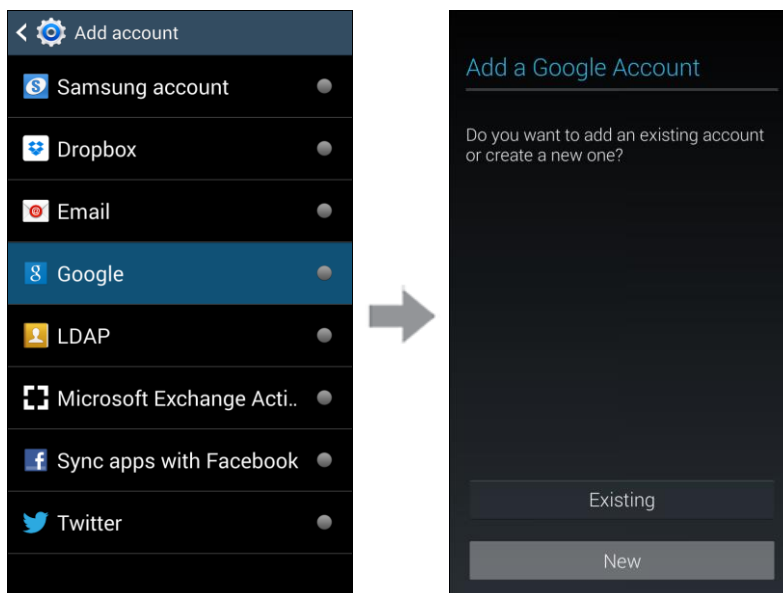 Add account
Samsung account
Dropbox
Email
Google
LDAP
Microsoft Exchange Acti..
Sync apps with Facebook
Twitter
Add a Google Account
Do you want to add an existing account
or create a new one?
Existing
New